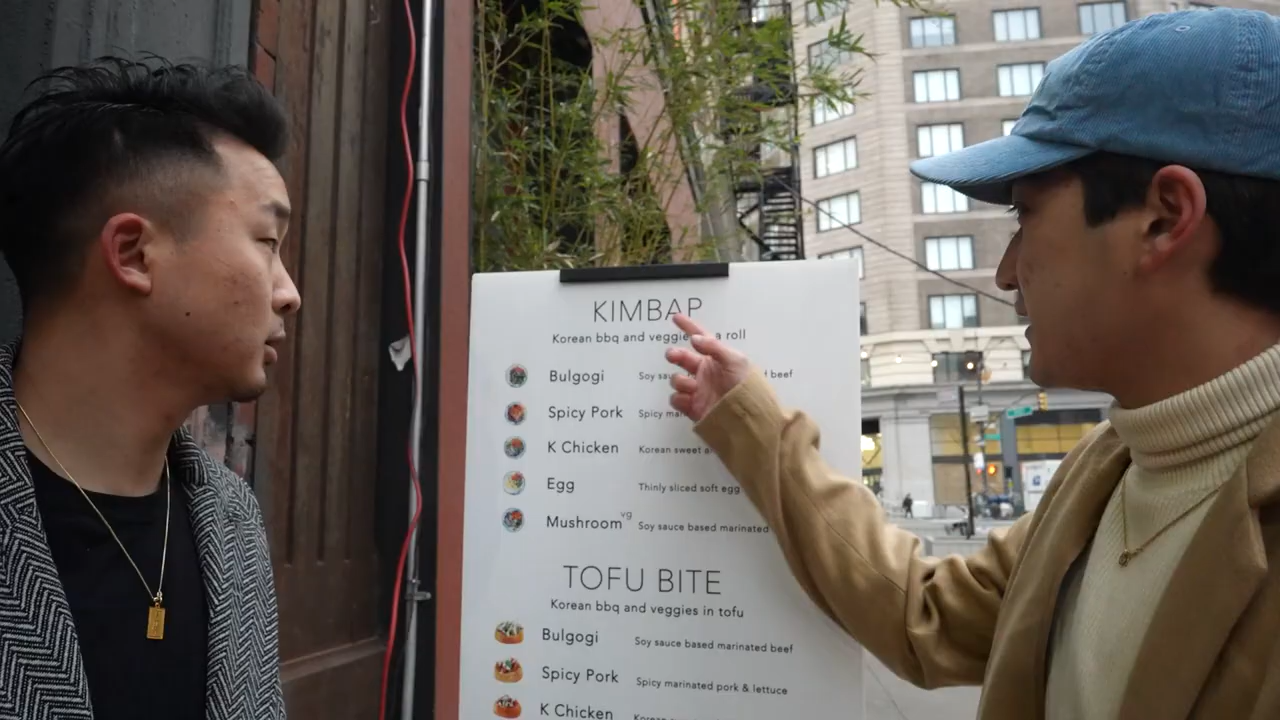 KIMBAP
Korean bbq and veggie a roll
Bulgogi Soy beef
Spicy Pork Spicy
K Chicken Korean sweet
Egg Thinly sliced soft egg
Mushroom vg Soy sauce based marinated
TOFU BITE
Korean bbq and veggies in tofu
Bulgogi Soy sauce based marinated beef
Spicy Pork Spicy marinated pork & lettuce
K Chicken Korean